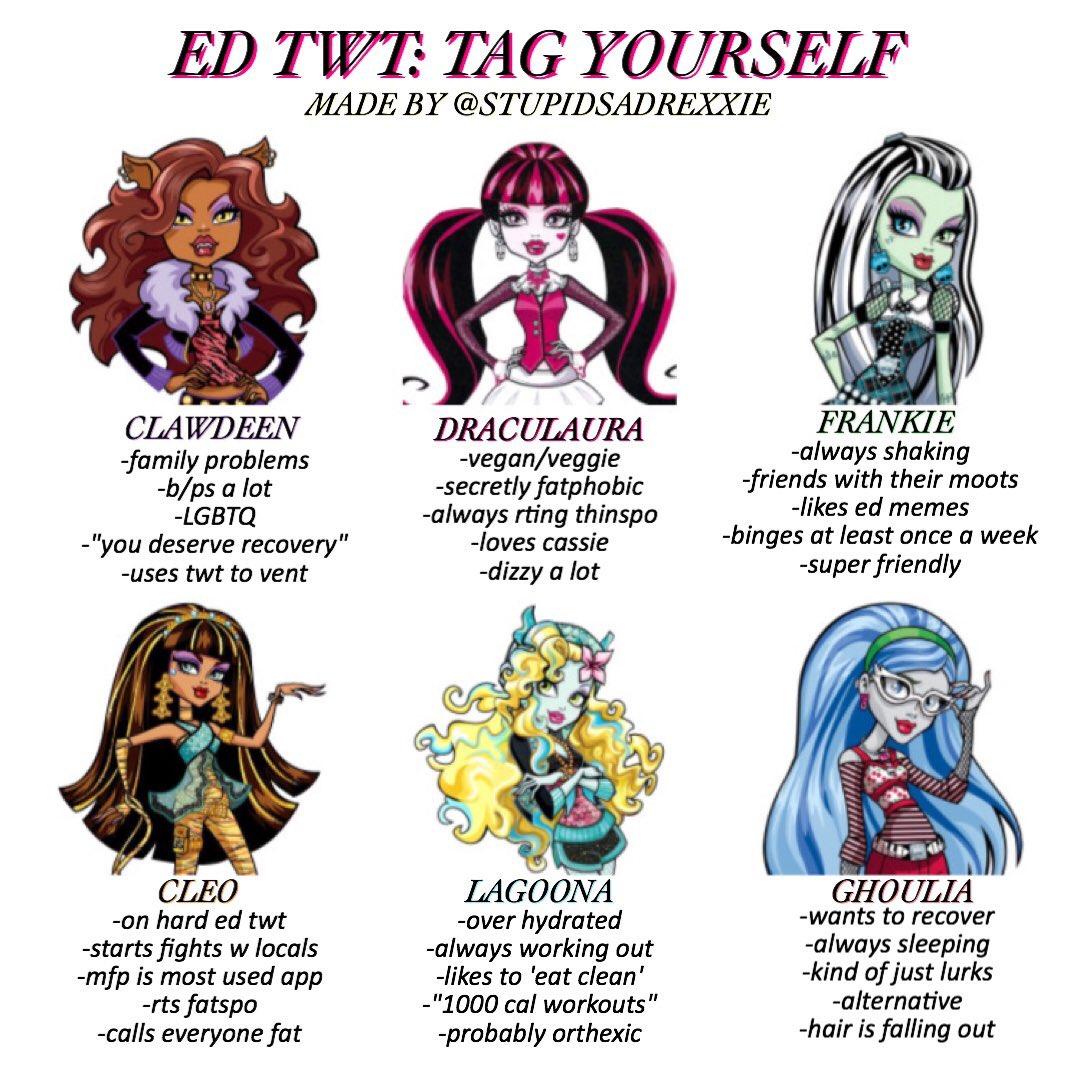 ED TWT: TAG YOURSELF
MADE BY @STUPIDSADREXXIE
CLAWDEEN
-family problems
-b/ps a lot
-LGBTQ
-"you deserve recovery"
-uses twt to vent
DRACULAURA
-vegan/veggie
-secretly fatphobic
-always rting thinspo
-loves cassie
-dizzy a lot
FRANKIE
-always shaking
-friends with their moots
-likes ed memes
-binges at least once a week
-super friendly
CLEO
-on hard ed twt
-starts fights w locals
-mfp is most used app
-rts fatspo
-calls everyone fat
LAGOONA
-over hydrated
-always working out
-likes to 'eat clean'
-"1000 cal workouts"
-probably orthexic
GHOULIA
-wants to recover
-always sleeping
-kind of just lurks
-alternative
-hair is falling out